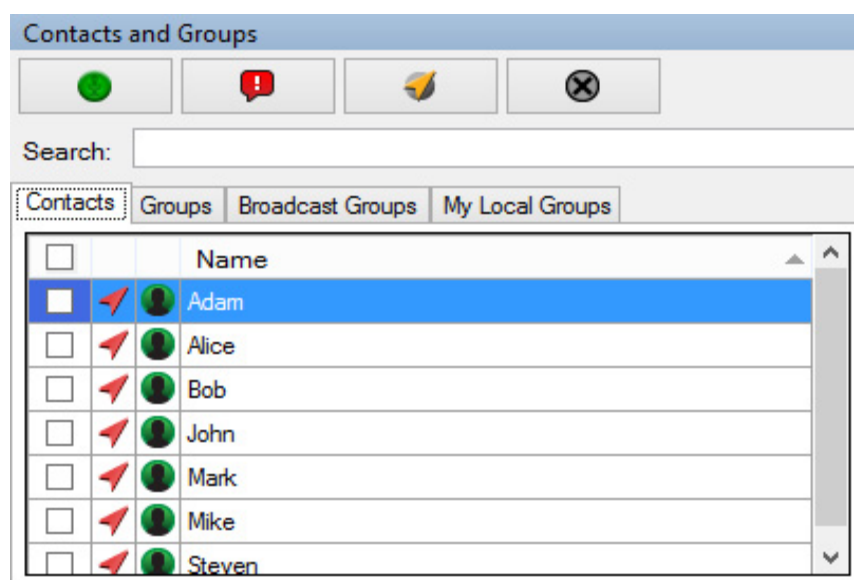 Contacts and Groups
Search:
Contacts Groups Broadcast Groups My Local Groups
Name
Adam
Alice
Bob
John
Mark
Mike
Steven